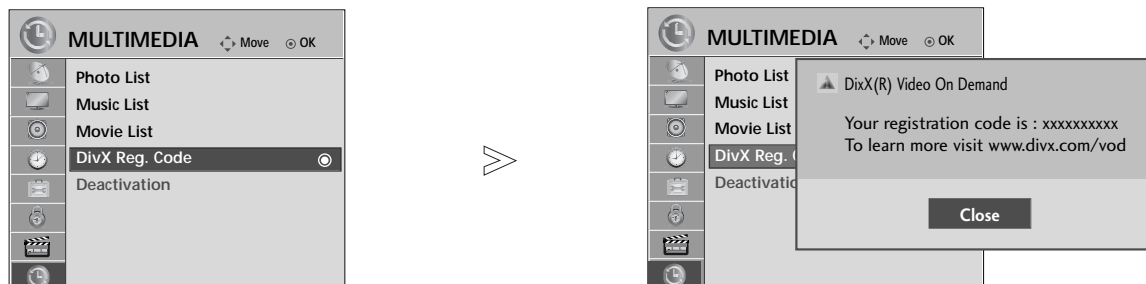 MULTIMEDIA Move OK
Photo List
Music List
Movie List
DivX Reg. Code
Deactivation
MULTIMEDIA Move OK
Photo List
Music List
Movie List
DivX Reg. (
Deactivatio
DixX(R) Video On Demand
Your registration code is : xxxxxxxxxx
To learn more visit www.divx.com/vod
Close